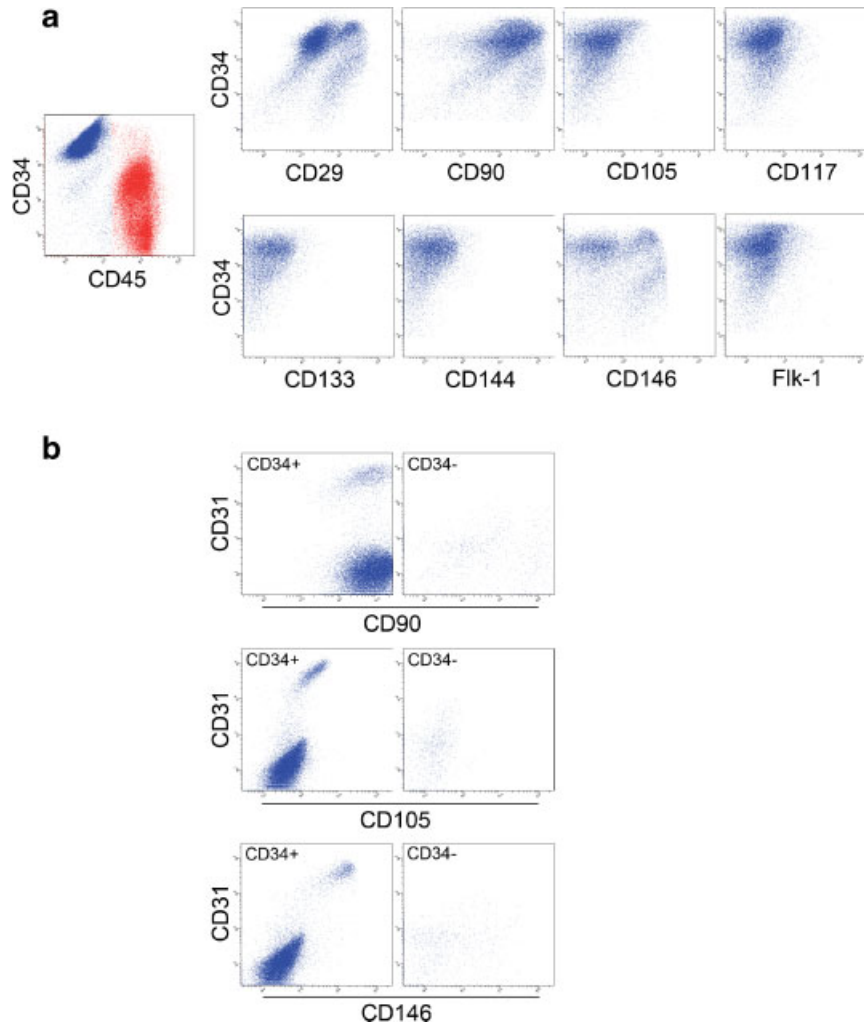 a
CD34
CD45
CD34
CD29
CD90
CD105
CD117
CD34
CD133
CD144
CD146
Flk-1
b
CD34+
CD34-
CD31
CD90
CD34+
CD34-
CD31
CD105
CD34+
CD34-
CD31
CD146